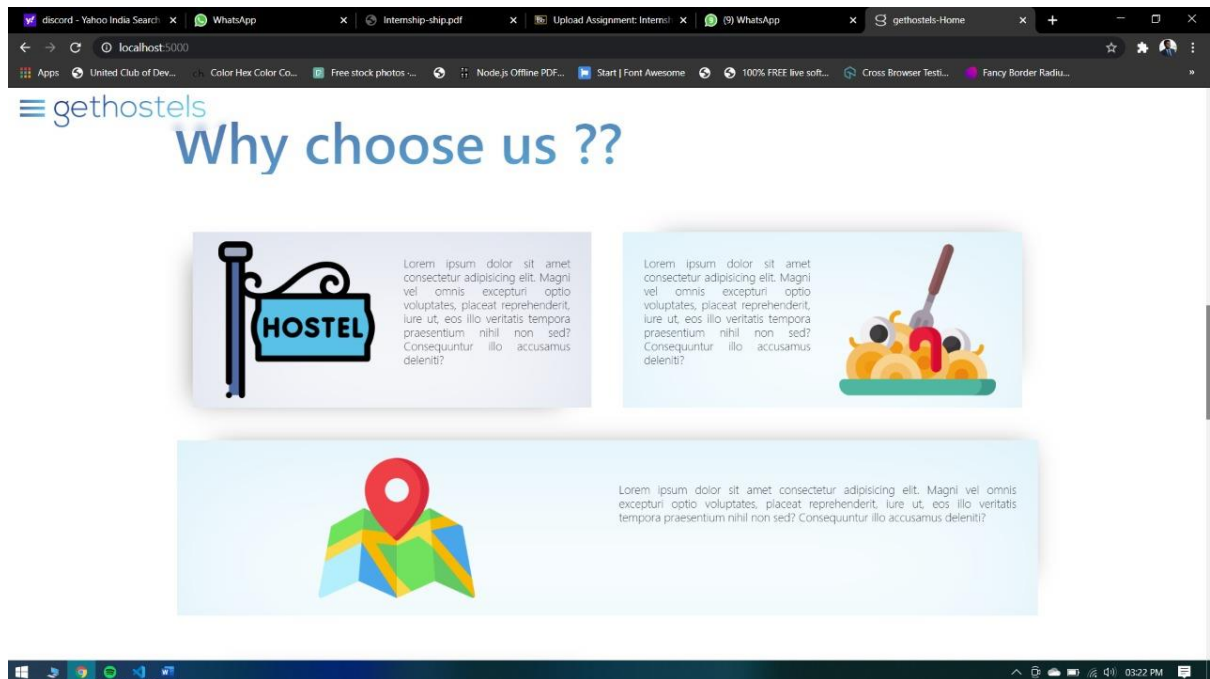 discord - Yahoo India Search
WhatsApp
Internship-ship.pdf
Upload Assignment: Internsh
(9) WhatsApp
gethostels-Home
localhost:5000
Apps
United Club of Dev...
Color Hex Color Co...
Free stock photos -...
Node.js Offline PDF...
Start | Font Awesome
100% FREE live soft...
Cross Browser Testi...
Fancy Border Radiu...
gethostels
Why choose us ??
Lorem ipsum dolor sit amet
consectetur adipisicing elit. Magni
vel omnis excepturi optio
voluptates, placeat reprehenderit,
iure ut, eos illo veritatis tempora
praesentium nihil non sed?
Consequuntur illo accusamus
deleniti?
HOSTEL
Lorem ipsum dolor sit amet
consectetur adipisicing elit. Magni
vel omnis excepturi optio
voluptates, placeat reprehenderit,
iure ut, eos illo veritatis tempora
praesentium nihil non sed?
Consequuntur illo accusamus
deleniti?
Lorem ipsum dolor sit amet consectetur adipisicing elit. Magni vel omnis
excepturi optio voluptates, placeat reprehenderit, iure ut, eos illo veritatis
tempora praesentium nihil non sed? Consequuntur illo accusamus deleniti?
03:22 PM